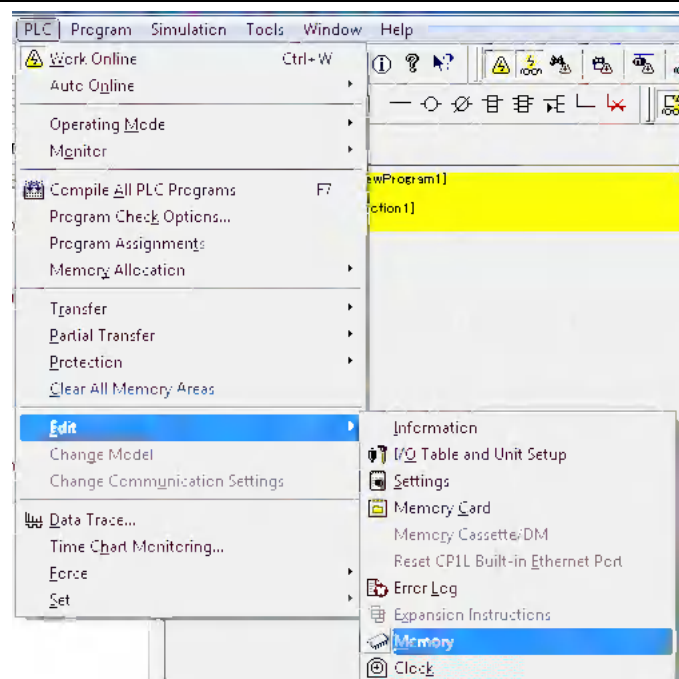 PLC Program Simulation Tools Window Help
Work Online Ctrl+W
Auto Online
Operating Mode
Monitor
Compile All PLC Programs F7
Program Check Options...
Program Assignments
Memory Allocation
ewProgram1]
ction1]
Transfer
Partial Transfer
Protection
Clear All Memory Areas
Edit
Change Model
Change Communication Settings
Data Trace...
Time Chart Monitoring...
Force
Set
Information
I/O Table and Unit Setup
Settings
Memory Card
Memory Cassette/DM
Reset CP1L Built-in Ethernet Port
Error Log
Expansion Instructions
Memory
Clock